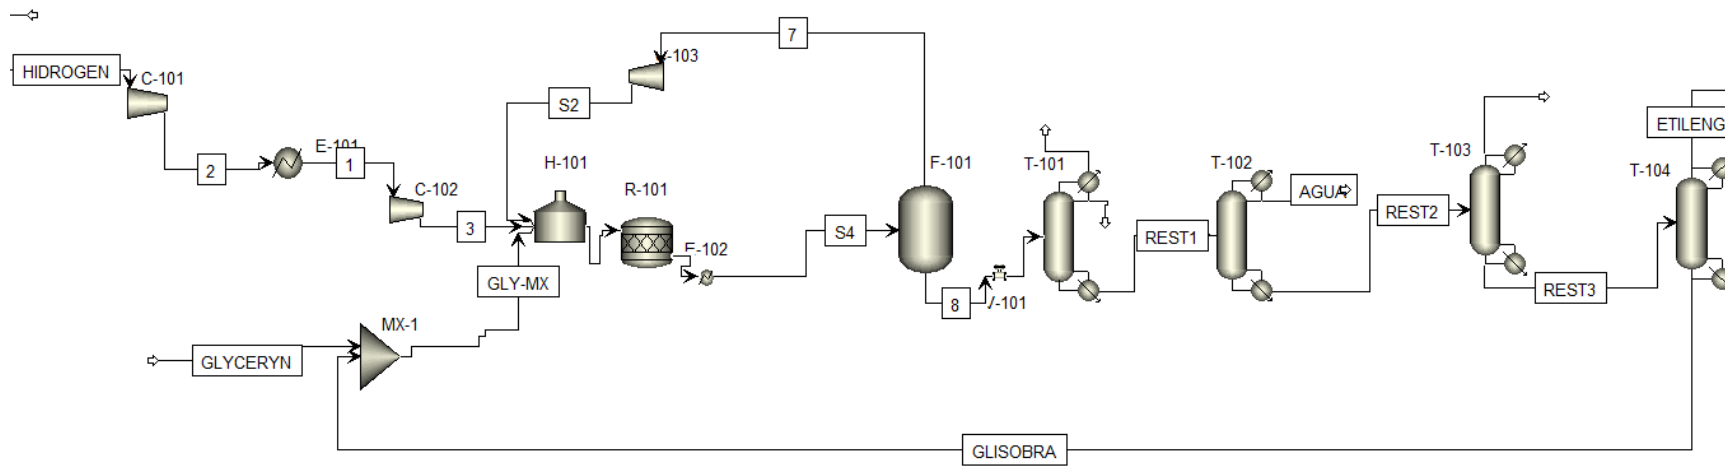 7
-103
HIDROGEN
C-101
S2
ETILENG
E-101
1
H-101
F-101
T-101
T-102
T-103
T-104
2
C-102
R-101
AGUA
REST2
3
S4
REST1
E-102
GLY-MX
REST3
8
V-101
MX-1
GLYCERYN
GLISOBRA